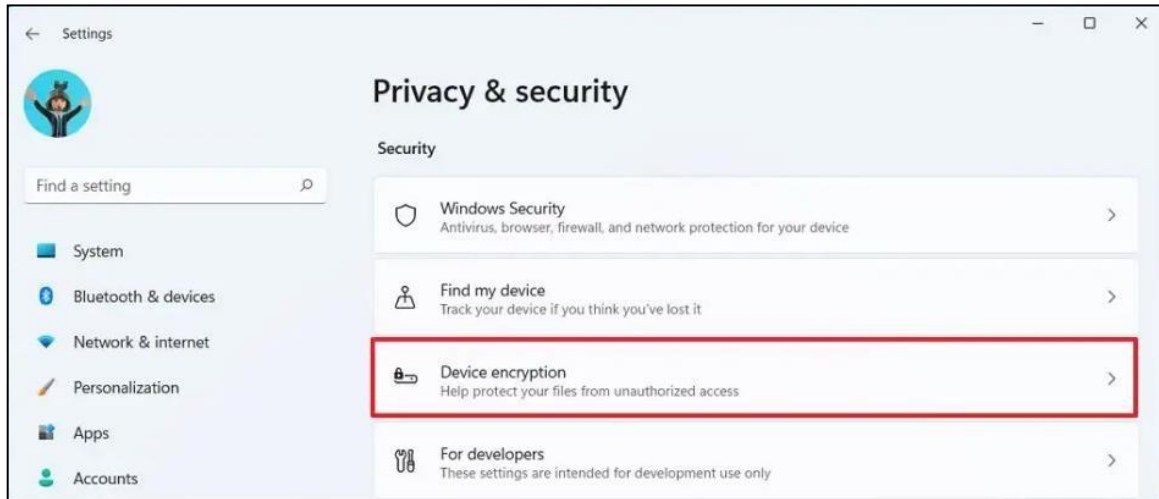 Settings
Find a setting
System
Bluetooth & devices
Network & internet
Personalization
Apps
Accounts
Privacy & security
Security
Windows Security
Antivirus, browser, firewall, and network protection for your device
Find my device
Track your device if you think you've lost it
Device encryption
Help protect your files from unauthorized access
For developers
These settings are intended for development use only